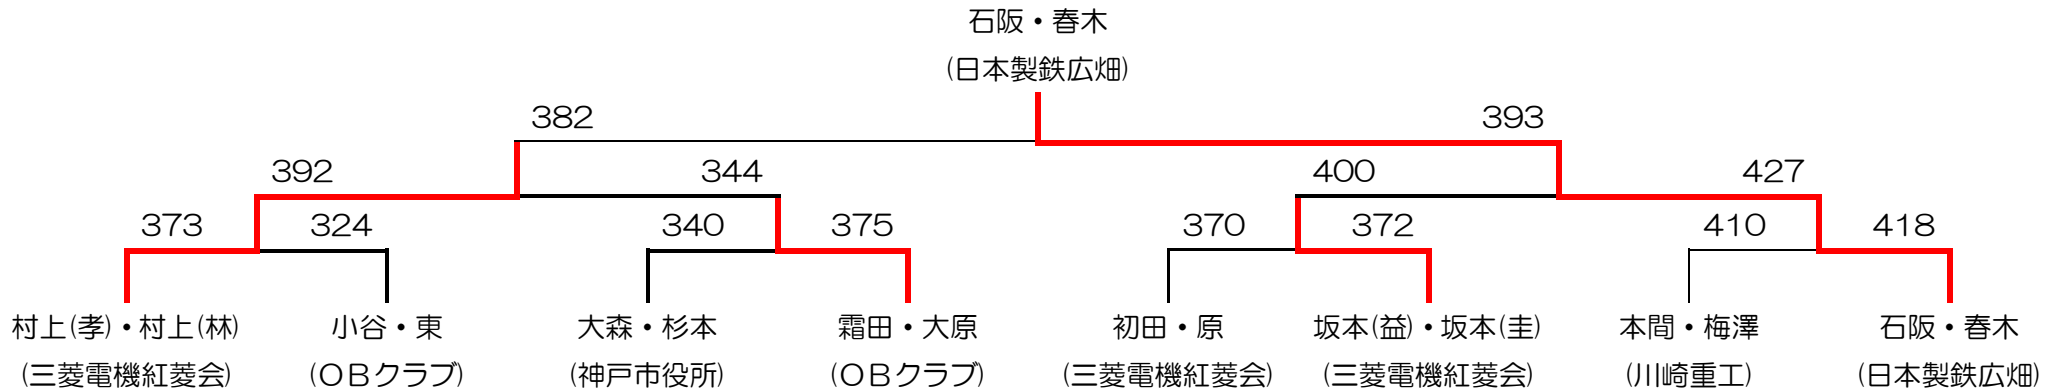 石阪・春木
(日本製鉄広畑)
382 393
392 344 400 427
373 324 340 375 370 372 410 418
村上(孝)・村上(林) 小谷・東 大森・杉本 霜田・大原 初田・原 坂本(益)・坂本(圭) 本間・梅澤 石阪・春木
(三菱電機紅菱会) (OBクラブ) (神戸市役所) (OBクラブ) (三菱電機紅菱会) (三菱電機紅菱会) (川崎重工) (日本製鉄広畑)